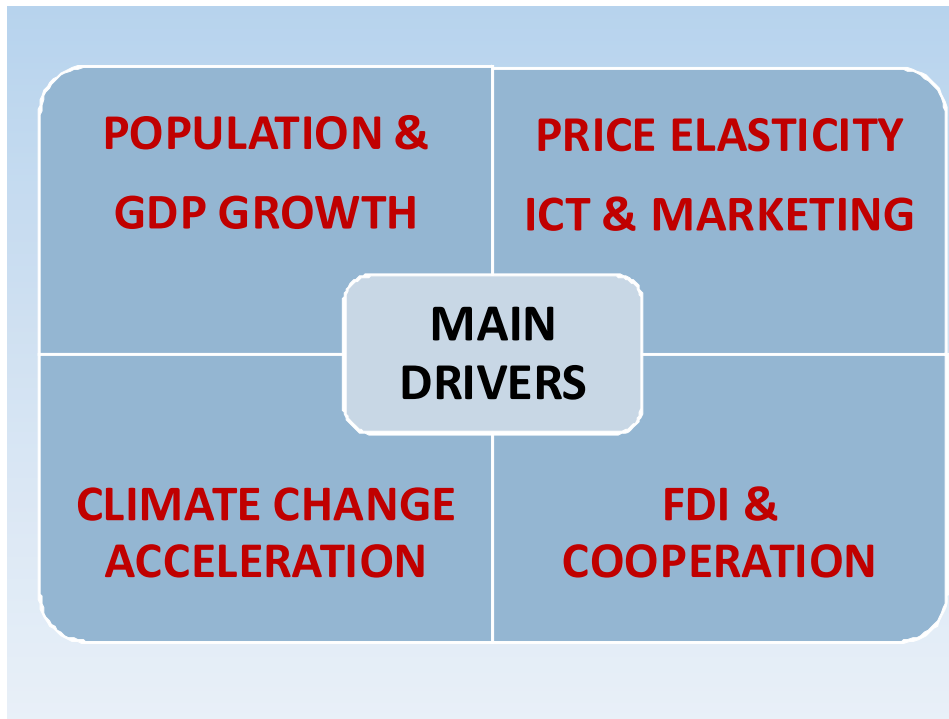 POPULATION &
GDP GROWTH
PRICE ELASTICITY
ICT & MARKETING
MAIN
DRIVERS
CLIMATE CHANGE
ACCELERATION
FDI &
COOPERATION